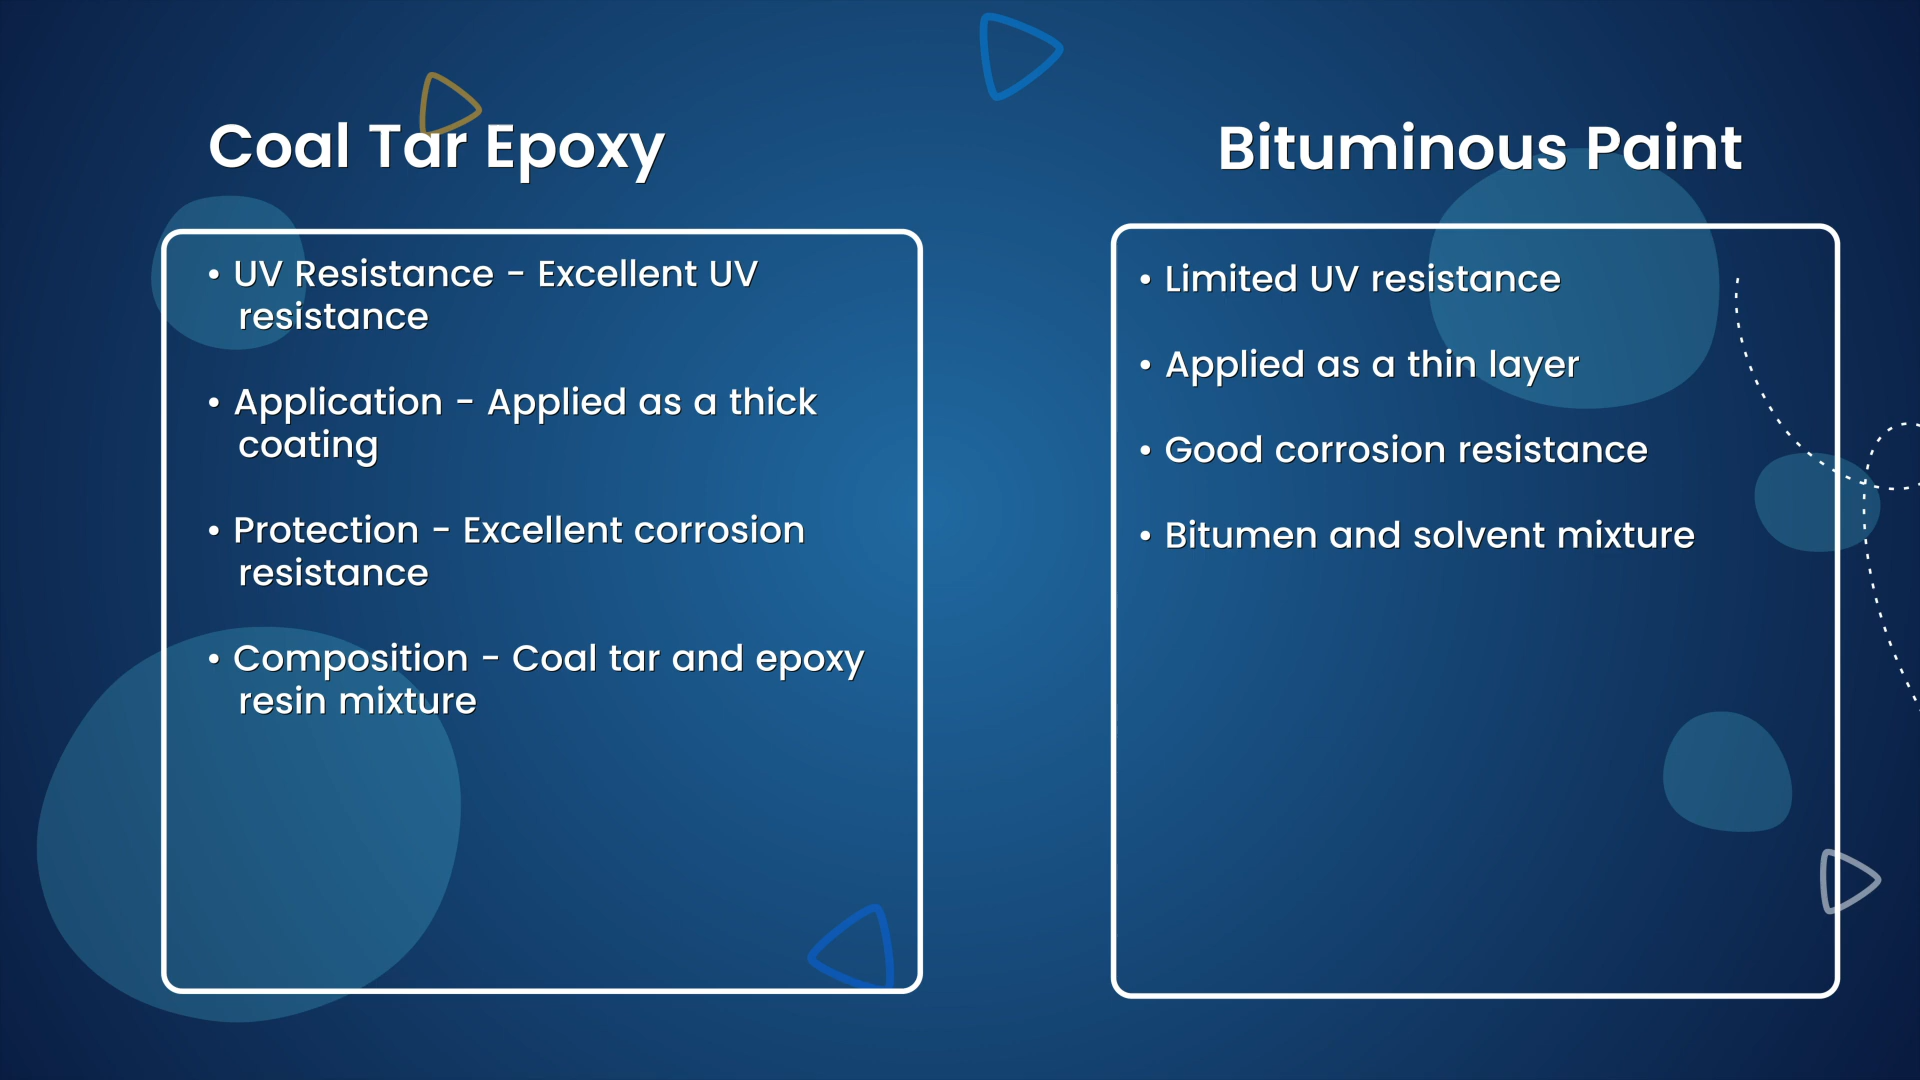 Coal Tar Epoxy
• UV Resistance - Excellent UV
resistance
• Application - Applied as a thick
coating
• Protection - Excellent corrosion
resistance
• Composition - Coal tar and epoxy
resin mixture
Bituminous Paint
• Limited UV resistance
• Applied as a thin layer
• Good corrosion resistance
• Bitumen and solvent mixture